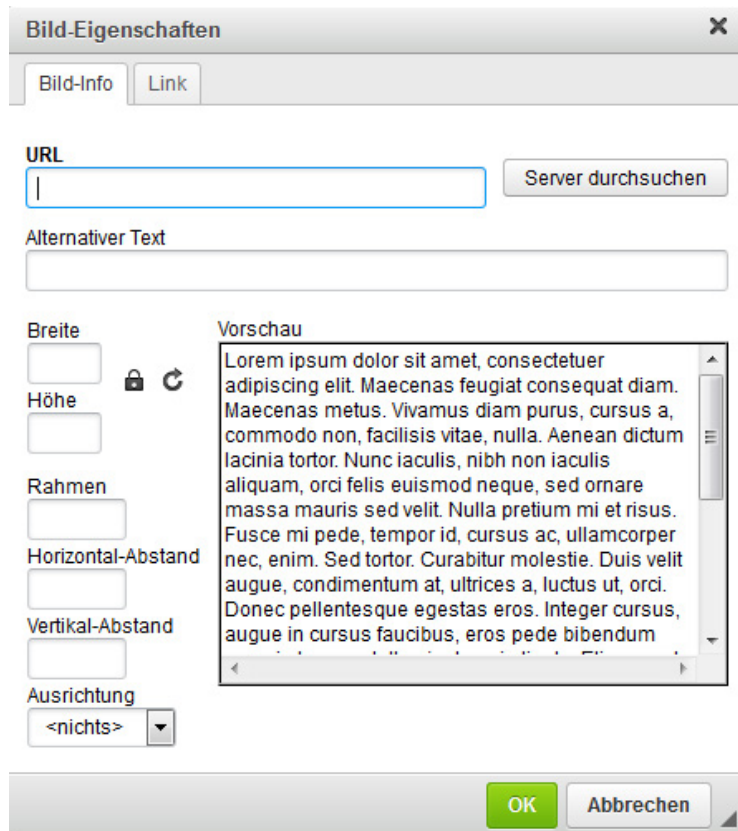 Bild-Eigenschaften
Bild-Info Link
URL
Server durchsuchen
Alternativer Text
Breite
Höhe
Rahmen
Horizontal-Abstand
Vertikal-Abstand
Ausrichtung
<nichts>
Vorschau
Lorem ipsum dolor sit amet, consectetuer
adipiscing elit. Maecenas feugiat consequat diam.
Maecenas metus. Vivamus diam purus, cursus a,
commodo non, facilisis vitae, nulla. Aenean dictum
lacinia tortor. Nunc iaculis, nibh non iaculis
aliquam, orci felis euismod neque, sed ornare
massa mauris sed velit. Nulla pretium mi et risus.
Fusce mi pede, tempor id, cursus ac, ullamcorper
nec, enim. Sed tortor. Curabitur molestie. Duis velit
augue, condimentum at, ultrices a, luctus ut, orci.
Donec pellentesque egestas eros. Integer cursus,
augue in cursus faucibus, eros pede bibendum
OK Abbrechen